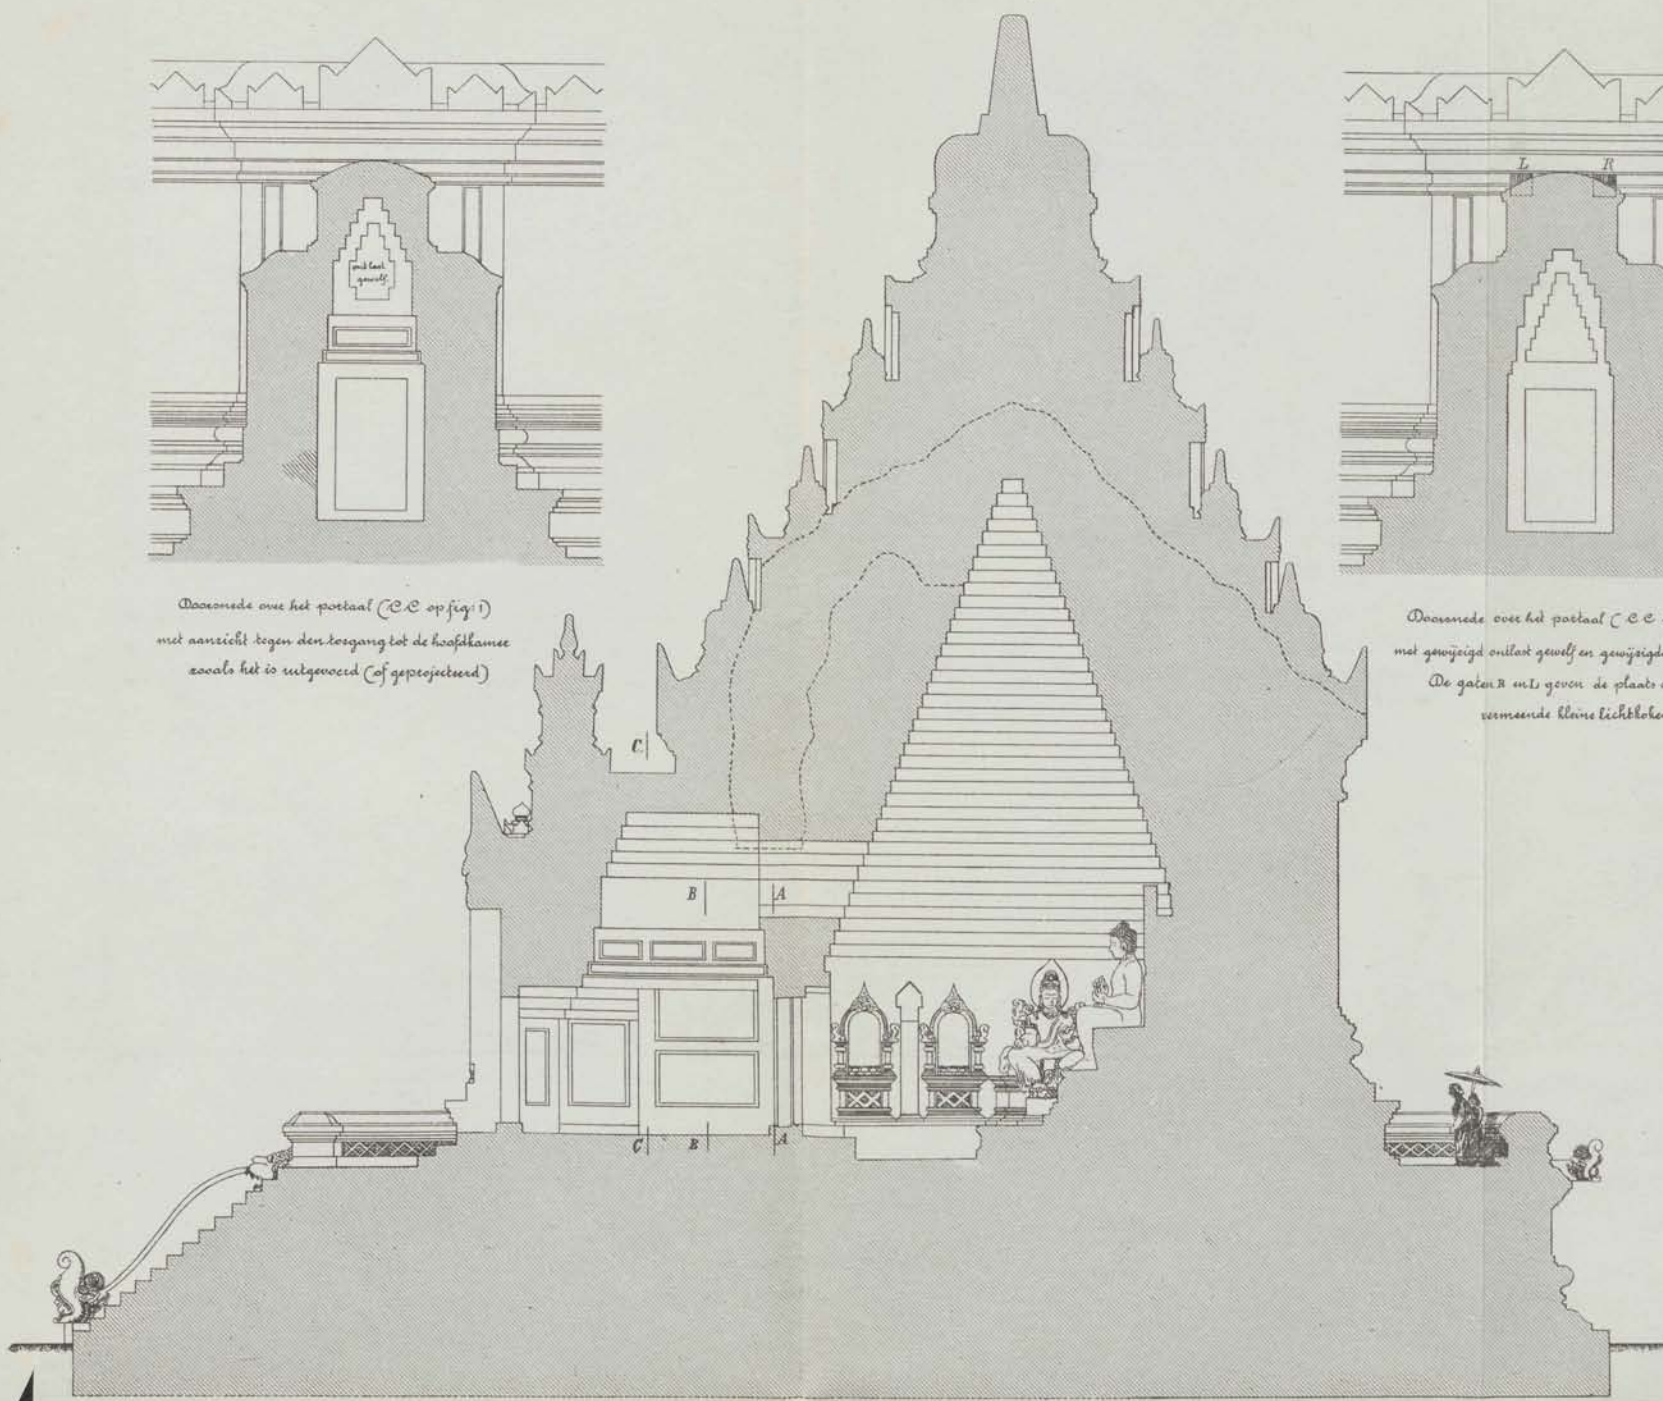 ontlast
gewelf.
Doorsnede over het portaal (C.C op fig: 1)
met aanzicht tegen den toegang tot de hoofdkamer
zooals het is uitgevoerd (of geprojecteerd)
L R
Doorsnede over het portaal (C C
met gewijzigd ontlast gewelf en gewijzigde
De gaten R en L geven de plaats
vermeende kleine lichtkoker
C
B A
C B A